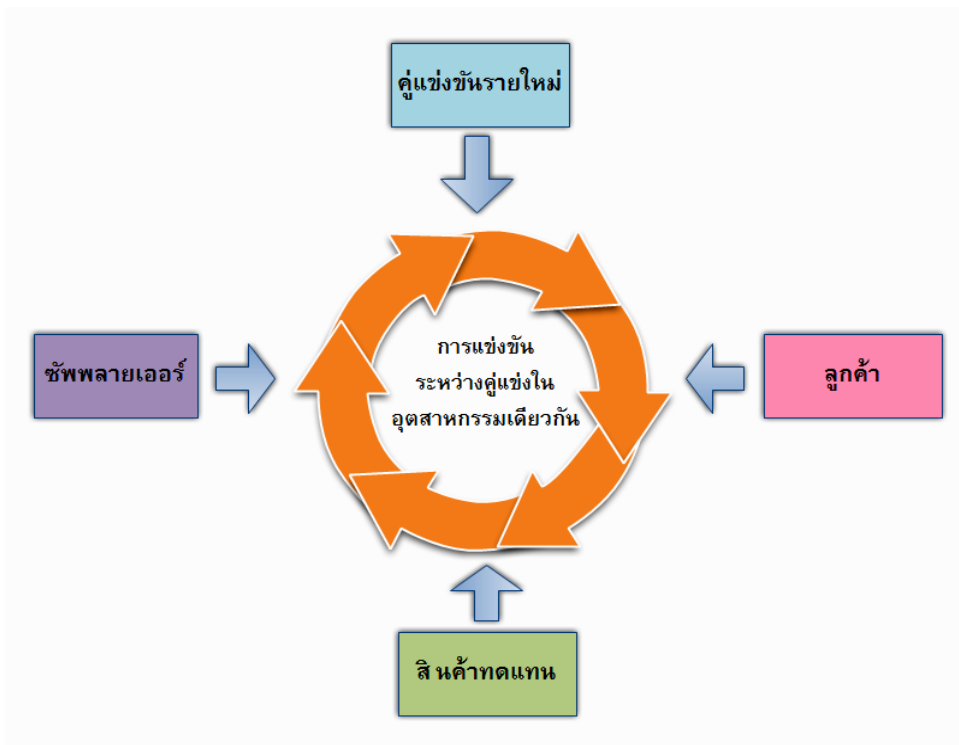 คู่แข่งขันรายใหม่
ซัพพลายเออร์
การแข่งขัน
ระหว่างคู่แข่งใน
อุตสาหกรรมเดียวกัน
ลูกค้า
สินค้าทดแทน